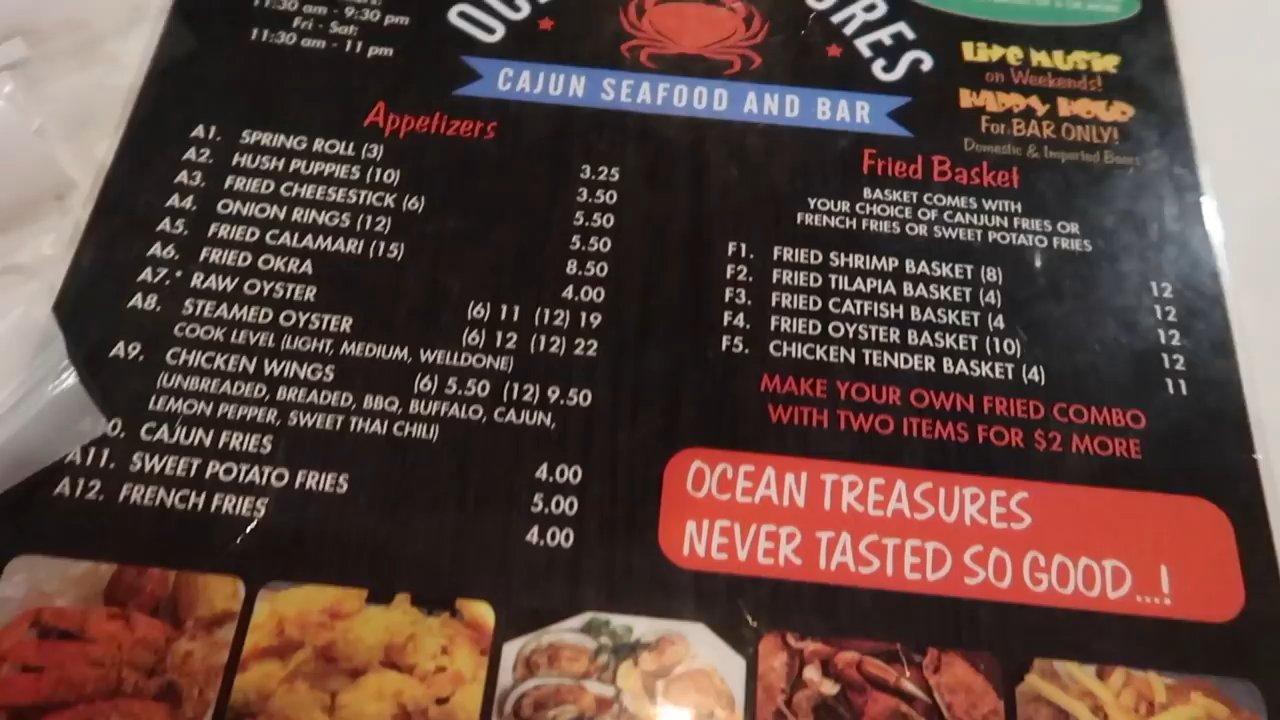 11:30 am - 9:30 pm
Fri - Sat:
11:30 am - 11 pm
CAJUN SEAFOOD AND BAR
LIVE MUSIC
on Weekends!
HAPPY HOUR
For BAR ONLY!
Domestic & Imported Beers
Appetizers
A1. SPRING ROLL (3) 3.25
A2. HUSH PUPPIES (10) 3.50
A3. FRIED CHEESESTICK (6) 5.50
A4. ONION RINGS (12) 5.50
A5. FRIED CALAMARI (15) 8.50
A6. FRIED OKRA 4.00
A7.* RAW OYSTER (6) 11 (12) 19
A8. STEAMED OYSTER (6) 12 (12) 22
COOK LEVEL (LIGHT, MEDIUM, WELLDONE)
A9. CHICKEN WINGS (6) 5.50 (12) 9.50
(UNBREADED, BREADED, BBQ, BUFFALO, CAJUN,
LEMON PEPPER, SWEET THAI CHILI)
0. CAJUN FRIES 4.00
A11. SWEET POTATO FRIES 5.00
A12. FRENCH FRIES 4.00
Fried Basket
BASKET COMES WITH
YOUR CHOICE OF CANJUN FRIES OR
FRENCH FRIES OR SWEET POTATO FRIES
F1. FRIED SHRIMP BASKET (8) 12
F2. FRIED TILAPIA BASKET (4) 12
F3. FRIED CATFISH BASKET (4 12
F4. FRIED OYSTER BASKET (10) 12
F5. CHICKEN TENDER BASKET (4) 11
MAKE YOUR OWN FRIED COMBO
WITH TWO ITEMS FOR $2 MORE
OCEAN TREASURES
NEVER TASTED SO GOOD...!